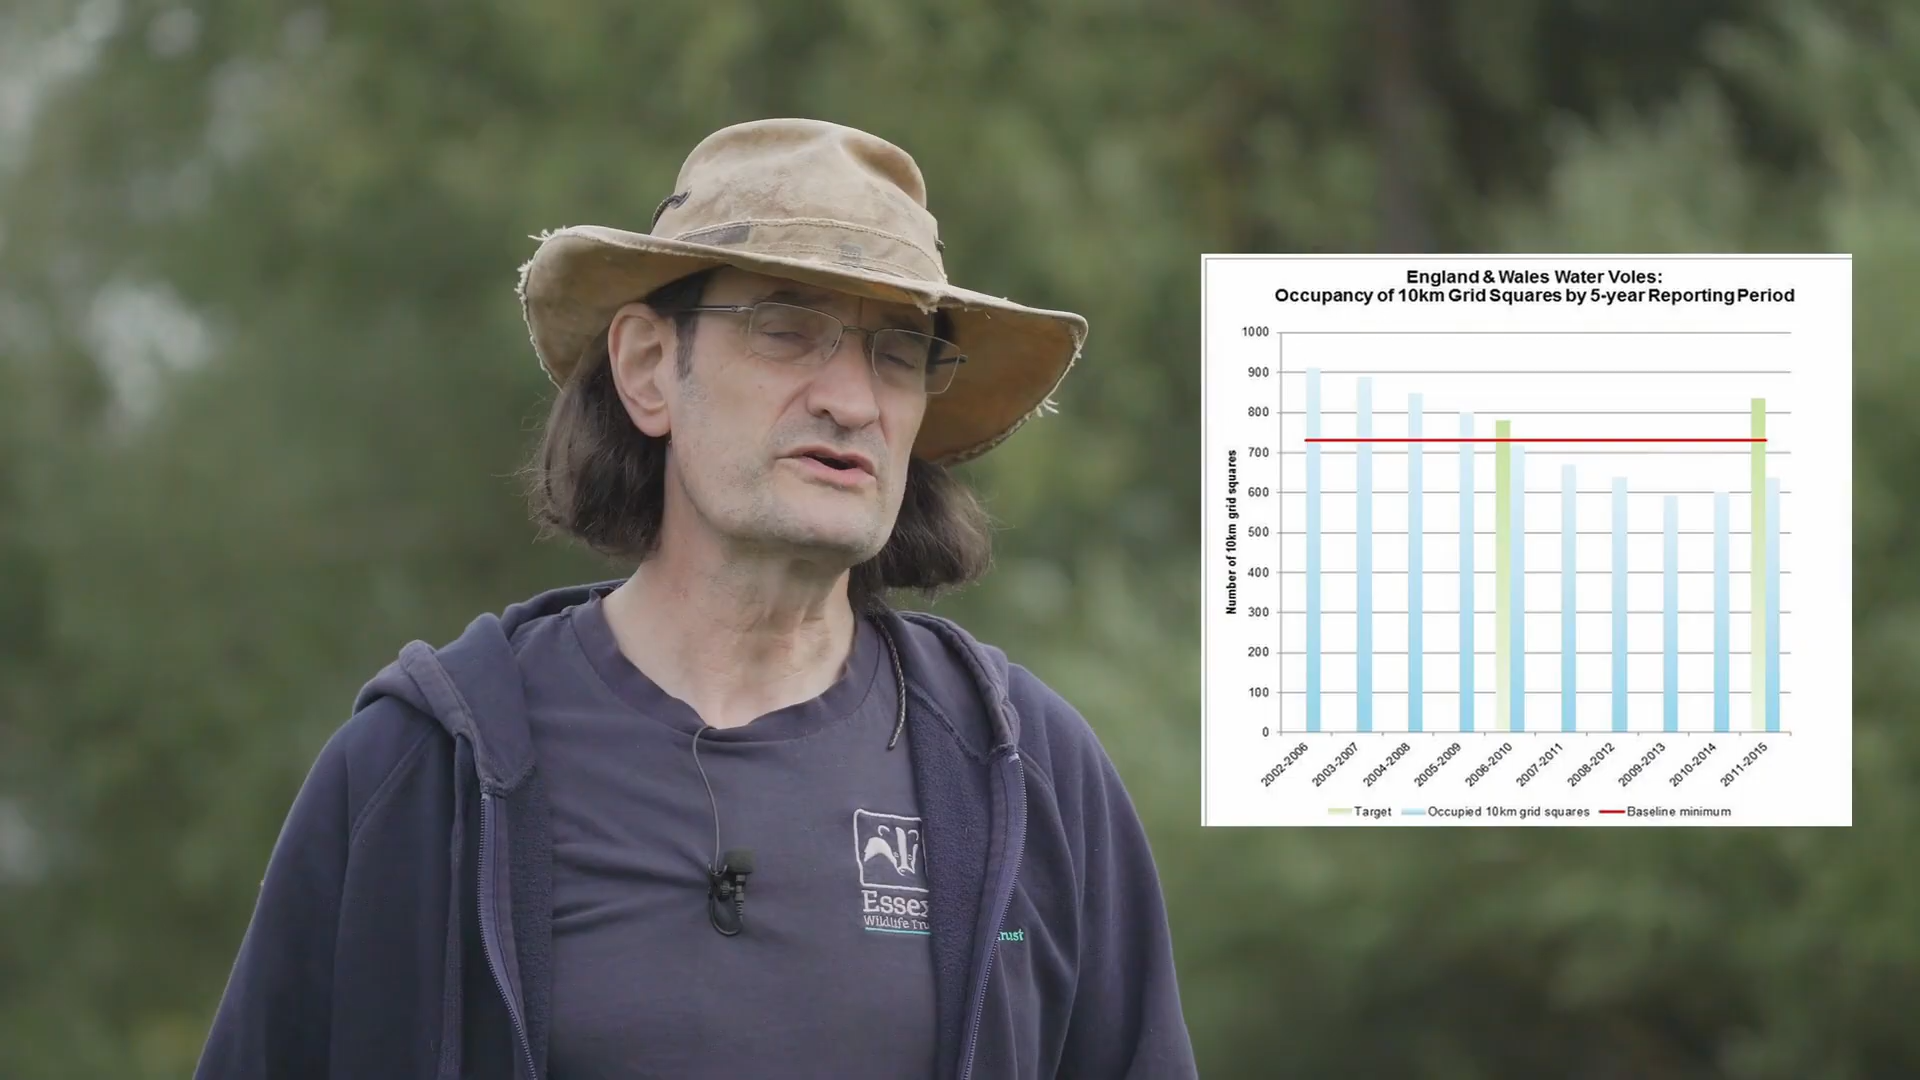 England & Wales Water Voles:
Occupancy of 10km Grid Squares by 5-year Reporting Period
Number of 10km grid squares
1000
900
800
700
600
500
400
300
200
100
0
2002-2006
2003-2007
2004-2008
2005-2009
2006-2010
2007-2011
2008-2012
2009-2013
2010-2014
2011-2015
Target
Occupied 10km grid squares
Baseline minimum
Essex
Wildlife Tru
rust